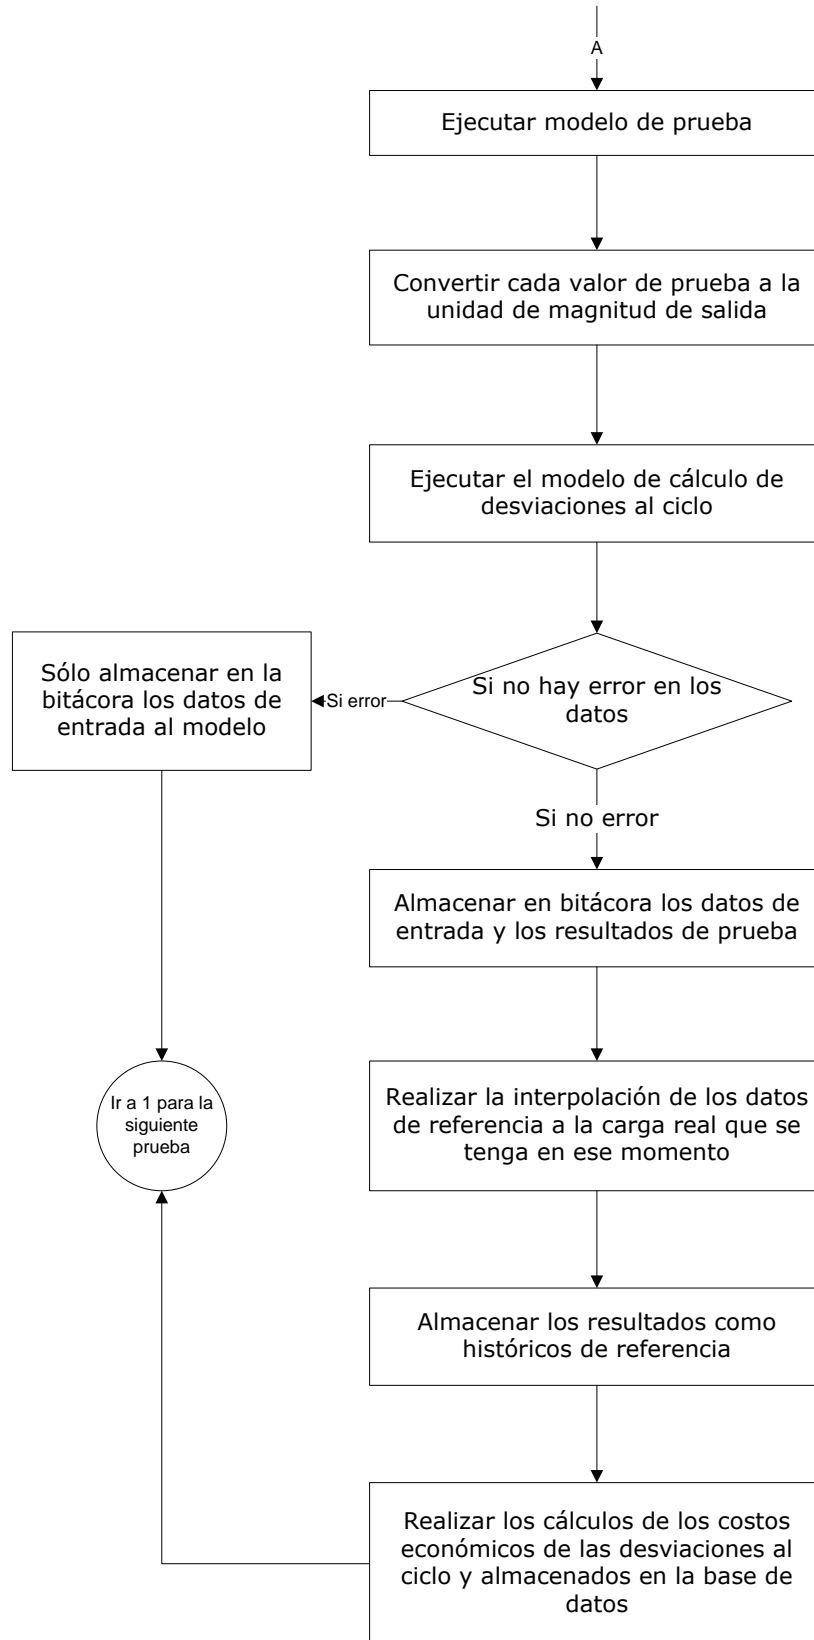 A
Ejecutar modelo de prueba
Convertir cada valor de prueba a la
unidad de magnitud de salida
Ejecutar el modelo de cálculo de
desviaciones al ciclo
Si no hay error en los
datos
Si error
Sólo almacenar en la
bitácora los datos de
entrada al modelo
Si no error
Almacenar en bitácora los datos de
entrada y los resultados de prueba
Ir a 1 para la
siguiente
prueba
Realizar la interpolación de los datos
de referencia a la carga real que se
tenga en ese momento
Almacenar los resultados como
históricos de referencia
Realizar los cálculos de los costos
económicos de las desviaciones al
ciclo y almacenados en la base de
datos